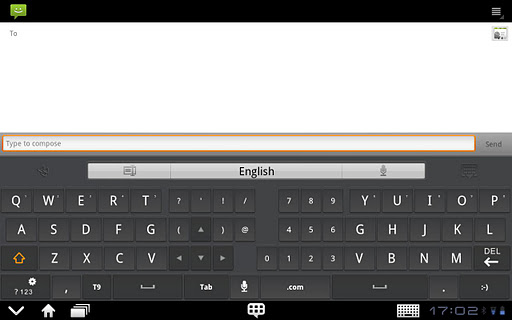 To
Type to compose
Send
English
Q W E R T ? ' ! / 7 8 9 Y U I O P
A S D F G ( ) @ 4 5 6 G H J K L
Z X C V 0 1 2 3 V B N M DEL
?123 , T9 Tab .com . :-)
17:02